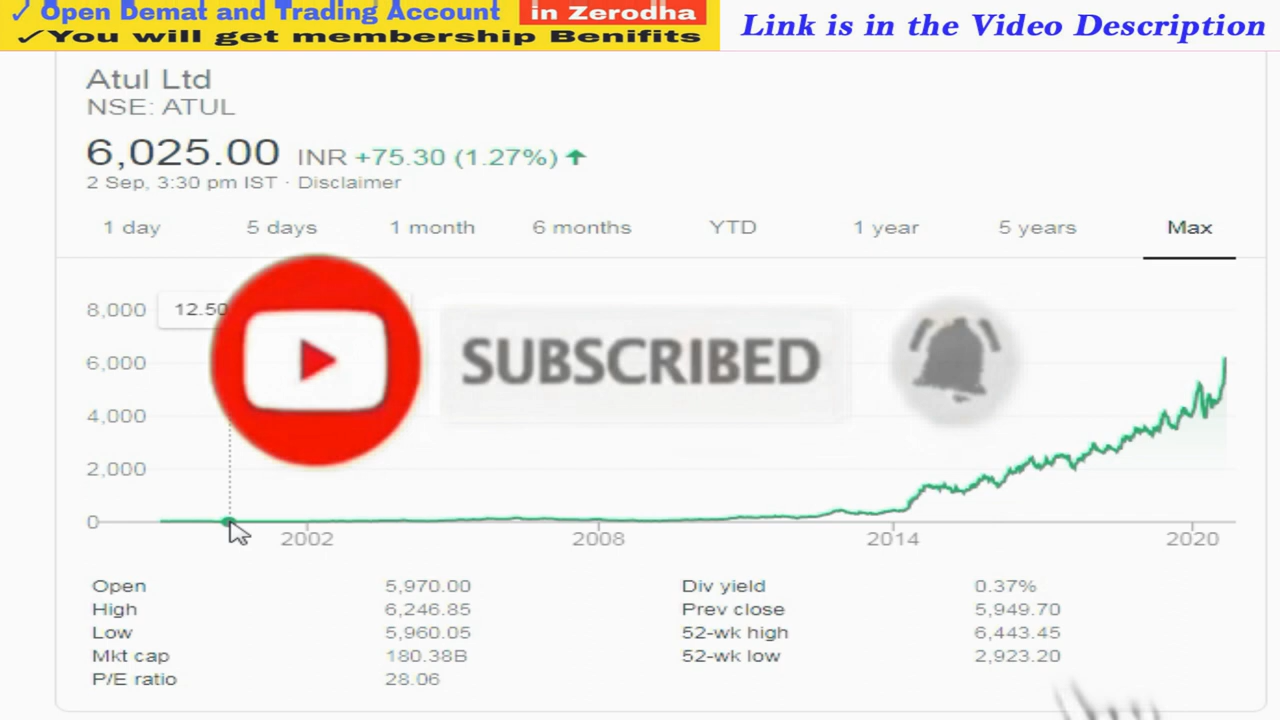 ✓ Open Demat and Trading Account in Zerodha
✓You will get membership Benifits
Link is in the Video Description
Atul Ltd
NSE: ATUL
6,025.00 INR +75.30 (1.27%) ↑
2 Sep, 3:30 pm IST · Disclaimer
1 day 5 days 1 month 6 months YTD 1 year 5 years Max
8,000 12.50
6,000 SUBSCRIBED
4,000
2,000
0
2002 2008 2014 2020
Open 5,970.00 Div yield 0.37%
High 6,246.85 Prev close 5,949.70
Low 5,960.05 52-wk high 6,443.45
Mkt cap 180.38B 52-wk low 2,923.20
P/E ratio 28.06